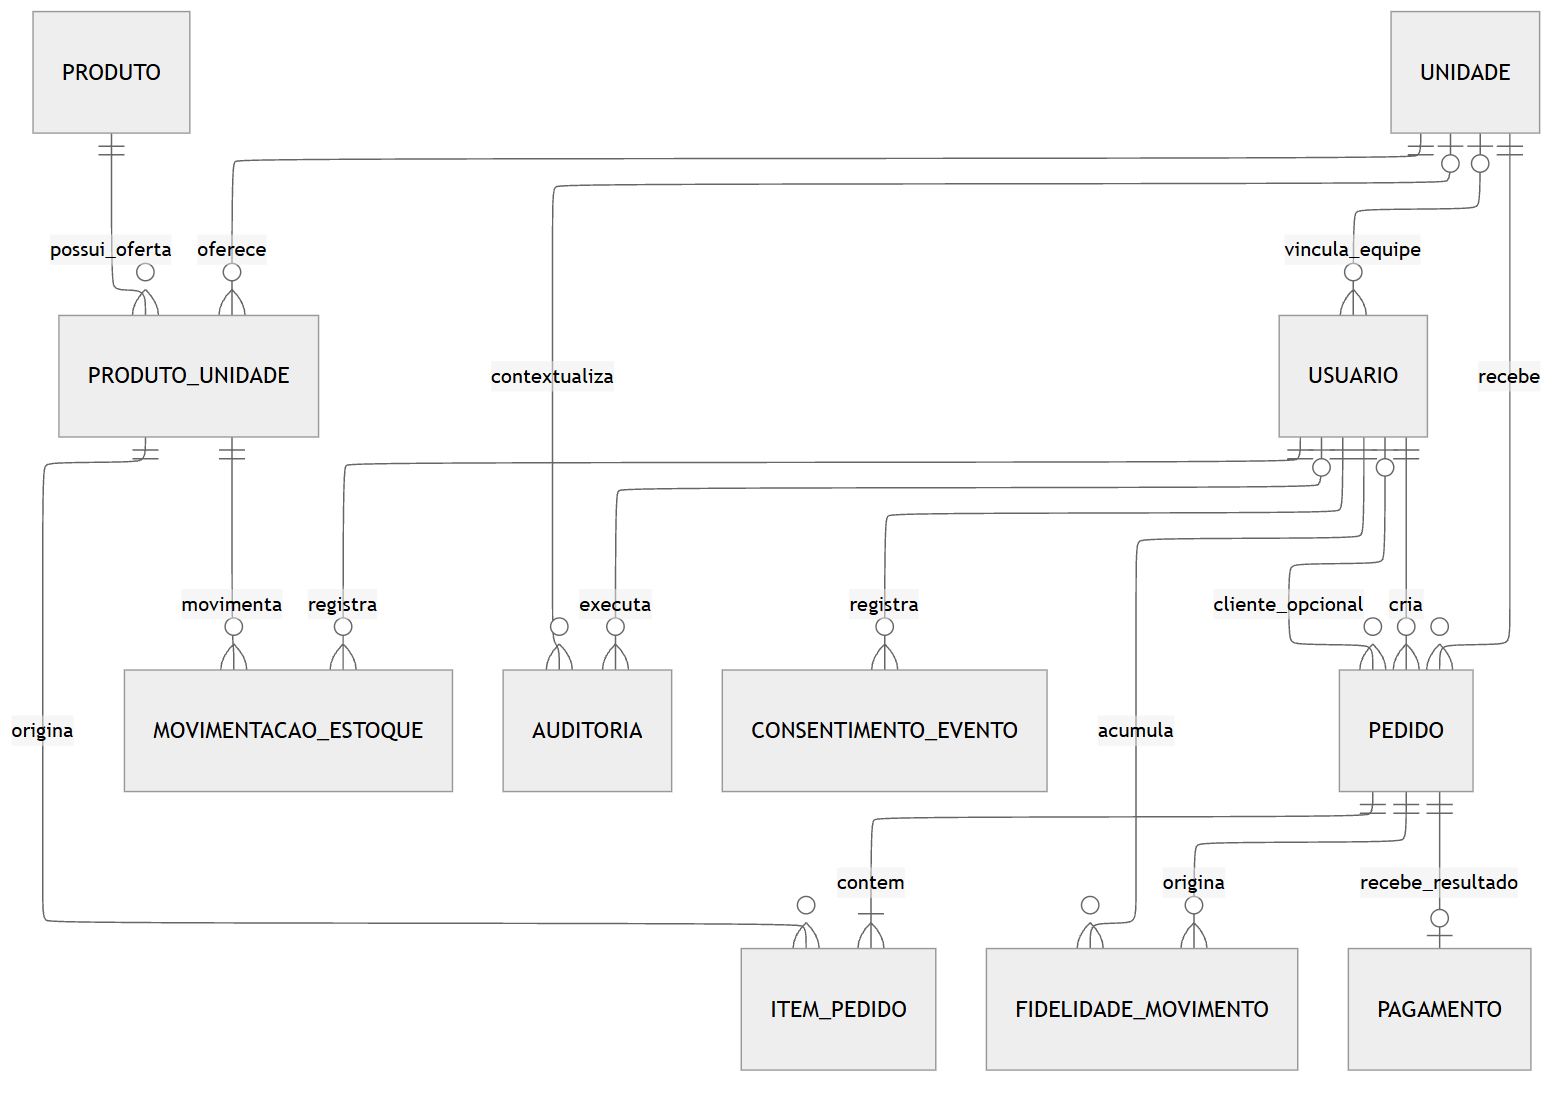 PRODUTO
UNIDADE
possui_oferta
oferece
vincula_equipe
PRODUTO_UNIDADE
contextualiza
USUARIO
recebe
movimenta
registra
executa
registra
cliente_opcional
cria
origina
MOVIMENTACAO_ESTOQUE
AUDITORIA
CONSENTIMENTO_EVENTO
acumula
PEDIDO
contem
origina
recebe_resultado
ITEM_PEDIDO
FIDELIDADE_MOVIMENTO
PAGAMENTO